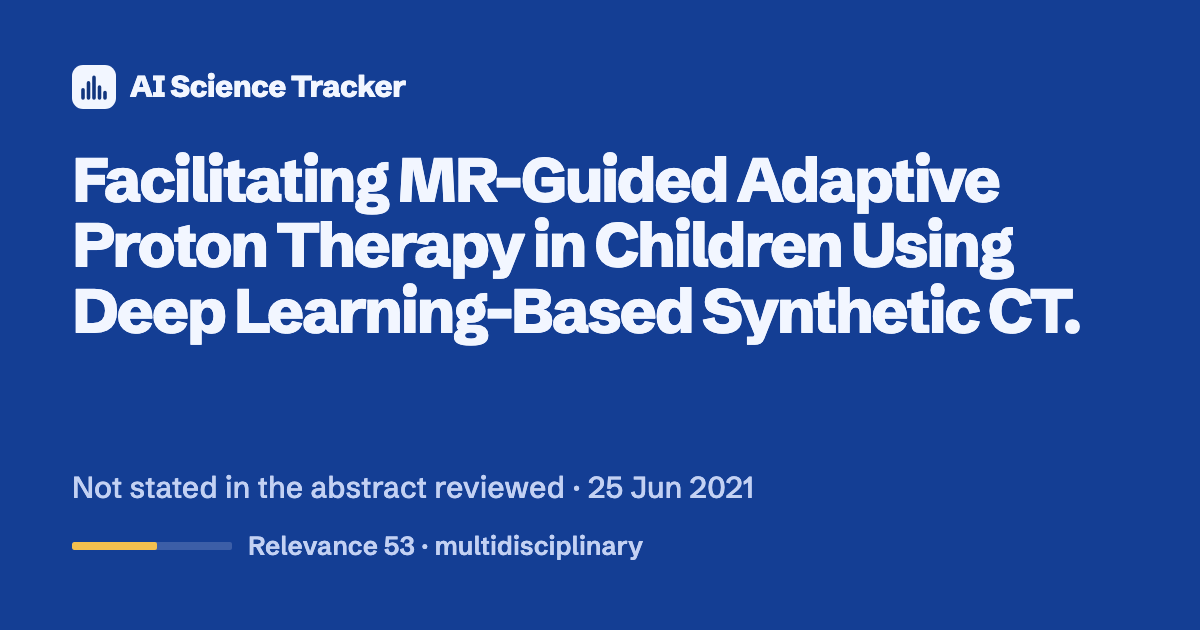 AI Science Tracker
Facilitating MR-Guided Adaptive
Proton Therapy in Children Using
Deep Learning-Based Synthetic CT.
Not stated in the abstract reviewed · 25 Jun 2021
Relevance 53 · multidisciplinary